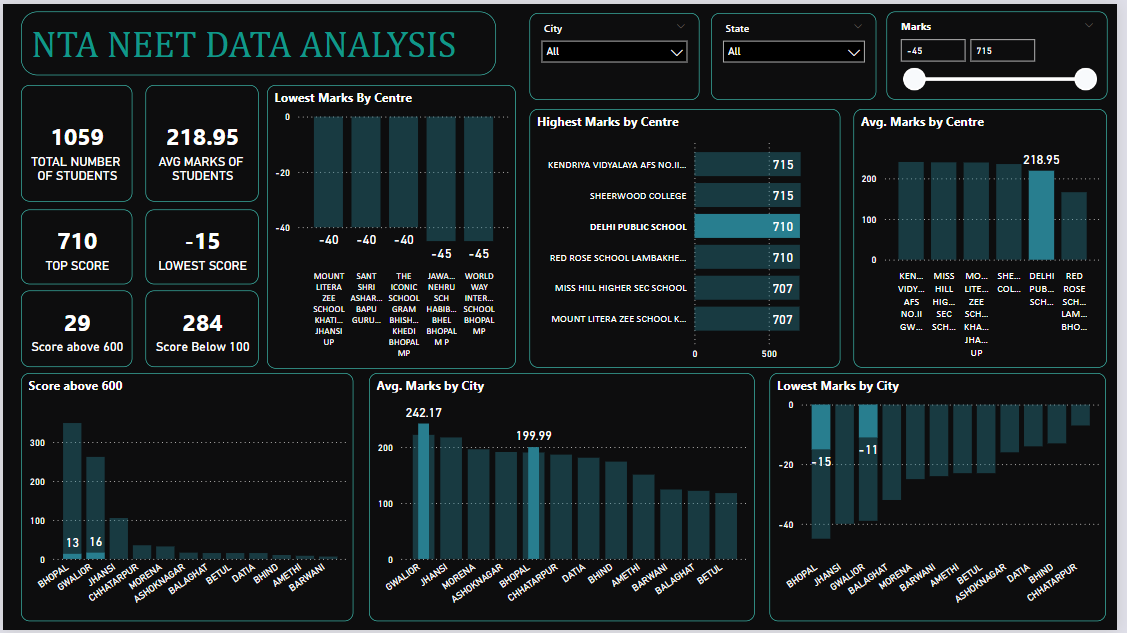 NTA NEET DATA ANALYSIS
City
All
State
All
Marks
-45
715
1059
TOTAL NUMBER
OF STUDENTS
218.95
AVG MARKS OF
STUDENTS
710
TOP SCORE
-15
LOWEST SCORE
29
Score above 600
284
Score Below 100
Lowest Marks By Centre
0
-20
-40
-40
-40
-40
-45
-45
MOUNT
LITERA
ZEE
SCHOOL
KHATI...
JHANSI
UP
SANT
SHRI
ASHAR...
BAPU
GURU...
THE
ICONIC
SCHOOL
GRAM
BHISH...
KHEDI
BHOPAL
MP
JAWA...
NEHRU
SCH
HABIB...
BHEL
BHOPAL
M P
WORLD
WAY
INTER...
SCHOOL
BHOPAL
MP
Highest Marks by Centre
KENDRIYA VIDYALAYA AFS NO.II...
715
SHEERWOOD COLLEGE
715
DELHI PUBLIC SCHOOL
710
RED ROSE SCHOOL LAMBAKHE...
710
MISS HILL HIGHER SEC SCHOOL
707
MOUNT LITERA ZEE SCHOOL K...
707
0
500
Avg. Marks by Centre
218.95
200
100
0
KEN...
VIDY...
AFS
NO.II
GW...
MISS
HILL
HIG...
SEC
SCH...
MO...
LITE...
ZEE
SCH...
KHA...
JHA...
UP
SHE...
COL...
DELHI
PUB...
SCH...
RED
ROSE
SCH...
LAM...
BHO...
Score above 600
300
200
100
0
13
16
BHOPAL
GWALIOR
JHANSI
CHHATARPUR
MORENA
ASHOKNAGAR
BALAGHAT
BETUL
DATIA
BHIND
AMETHI
BARWANI
Avg. Marks by City
242.17
199.99
200
100
0
GWALIOR
JHANSI
MORENA
ASHOKNAGAR
BHOPAL
CHHATARPUR
DATIA
BHIND
AMETHI
BARWANI
BALAGHAT
BETUL
Lowest Marks by City
0
-20
-40
-15
-11
BHOPAL
JHANSI
GWALIOR
BALAGHAT
MORENA
BARWANI
AMETHI
BETUL
ASHOKNAGAR
DATIA
BHIND
CHHATARPUR